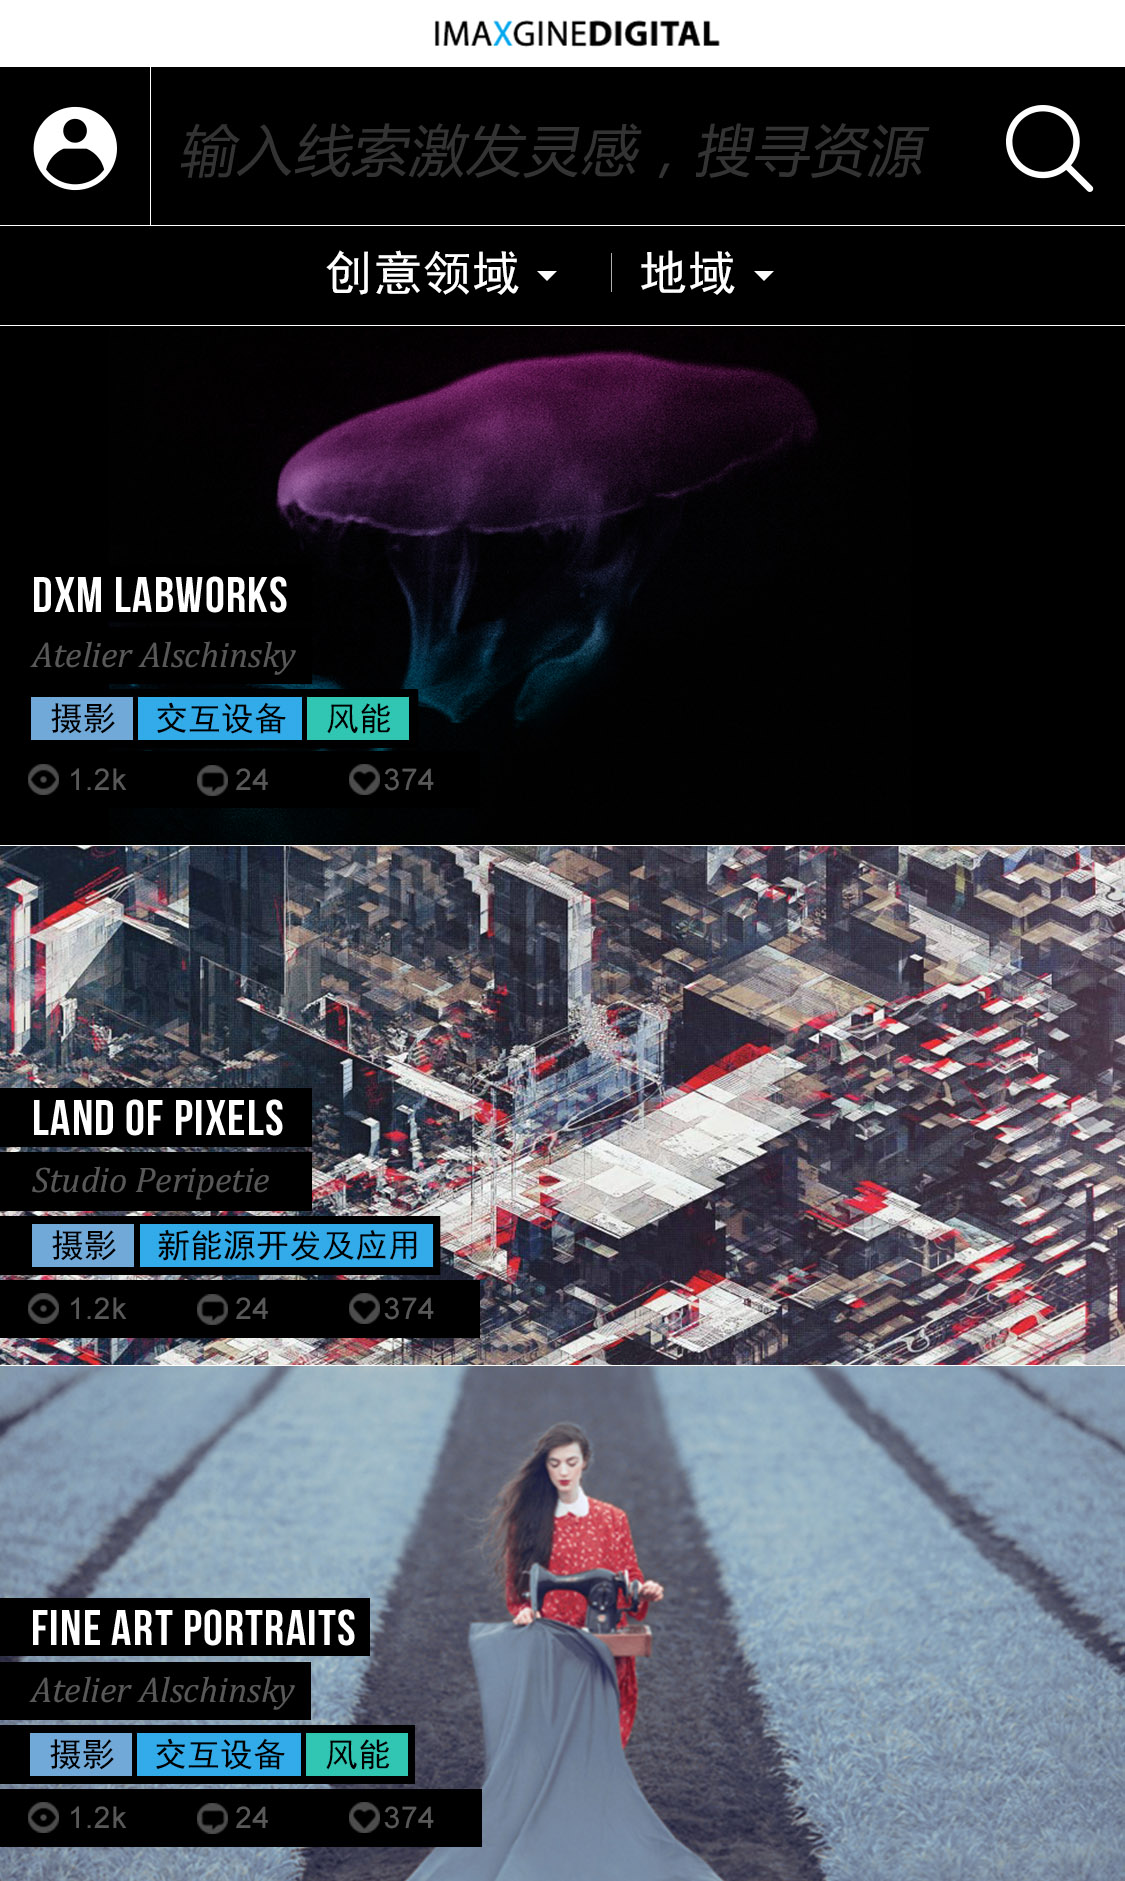 IMAXGINEDIGITAL
输入线索激发灵感，搜寻资源
创意领域 地域
DXM LABWORKS
Atelier Alschinsky
摄影 交互设备 风能
1.2k 24 374
LAND OF PIXELS
Studio Peripetie
摄影 新能源开发及应用
1.2k 24 374
FINE ART PORTRAITS
Atelier Alschinsky
摄影 交互设备 风能
1.2k 24 374